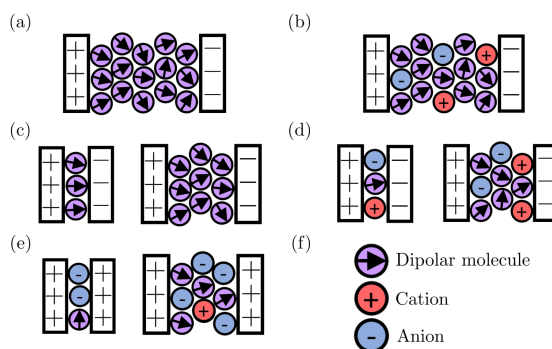 (a)
(b)
+ −
+ −
+ −
+ - + −
+ - −
+ + −
(c)
(d)
+ − + −
+ − + −
+ − + −
+ - − + - + −
+ − + - −
+ + − + + −
(e)
(f)
+ - + + - - +
+ - + + - + +
+ + + - +
Dipolar molecule
+ Cation
- Anion